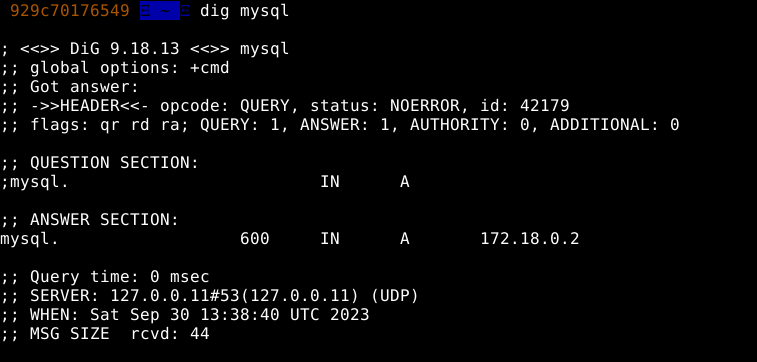 929c70176549 dig mysql
; <<>> DiG 9.18.13 <<>> mysql
;; global options: +cmd
;; Got answer:
;; ->>HEADER<<- opcode: QUERY, status: NOERROR, id: 42179
;; flags: qr rd ra; QUERY: 1, ANSWER: 1, AUTHORITY: 0, ADDITIONAL: 0
;; QUESTION SECTION:
;mysql. IN A
;; ANSWER SECTION:
mysql. 600 IN A 172.18.0.2
;; Query time: 0 msec
;; SERVER: 127.0.0.11#53(127.0.0.11) (UDP)
;; WHEN: Sat Sep 30 13:38:40 UTC 2023
;; MSG SIZE rcvd: 44